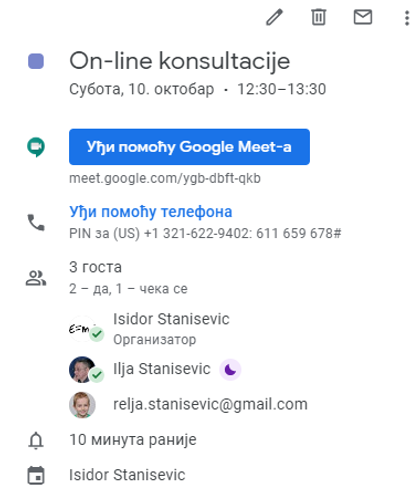 On-line konsultacije
Субота, 10. октобар · 12:30–13:30
Уђи помоћу Google Meet-а
meet.google.com/ygb-dbft-qkb
Уђи помоћу телефона
PIN за (US) +1 321-622-9402: 611 659 678#
3 госта
2 – да, 1 – чека се
E=m
Isidor Stanisevic
Организатор
Ilja Stanisevic
relja.stanisevic@gmail.com
10 минута раније
Isidor Stanisevic